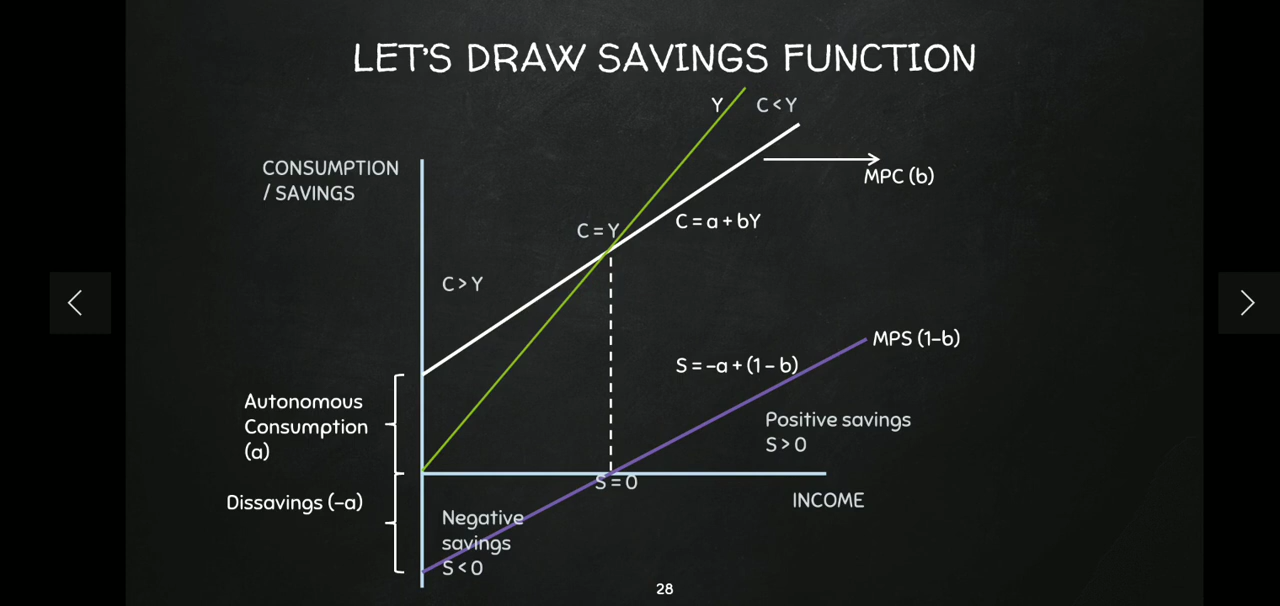 LET'S DRAW SAVINGS FUNCTION
Y
C < Y
CONSUMPTION
/ SAVINGS
MPC (b)
C = a + bY
C = Y
C > Y
MPS (1-b)
S = -a + (1 - b)
Autonomous
Consumption
(a)
Positive savings
S > 0
S = 0
Dissavings (-a)
INCOME
Negative
savings
S < 0
28